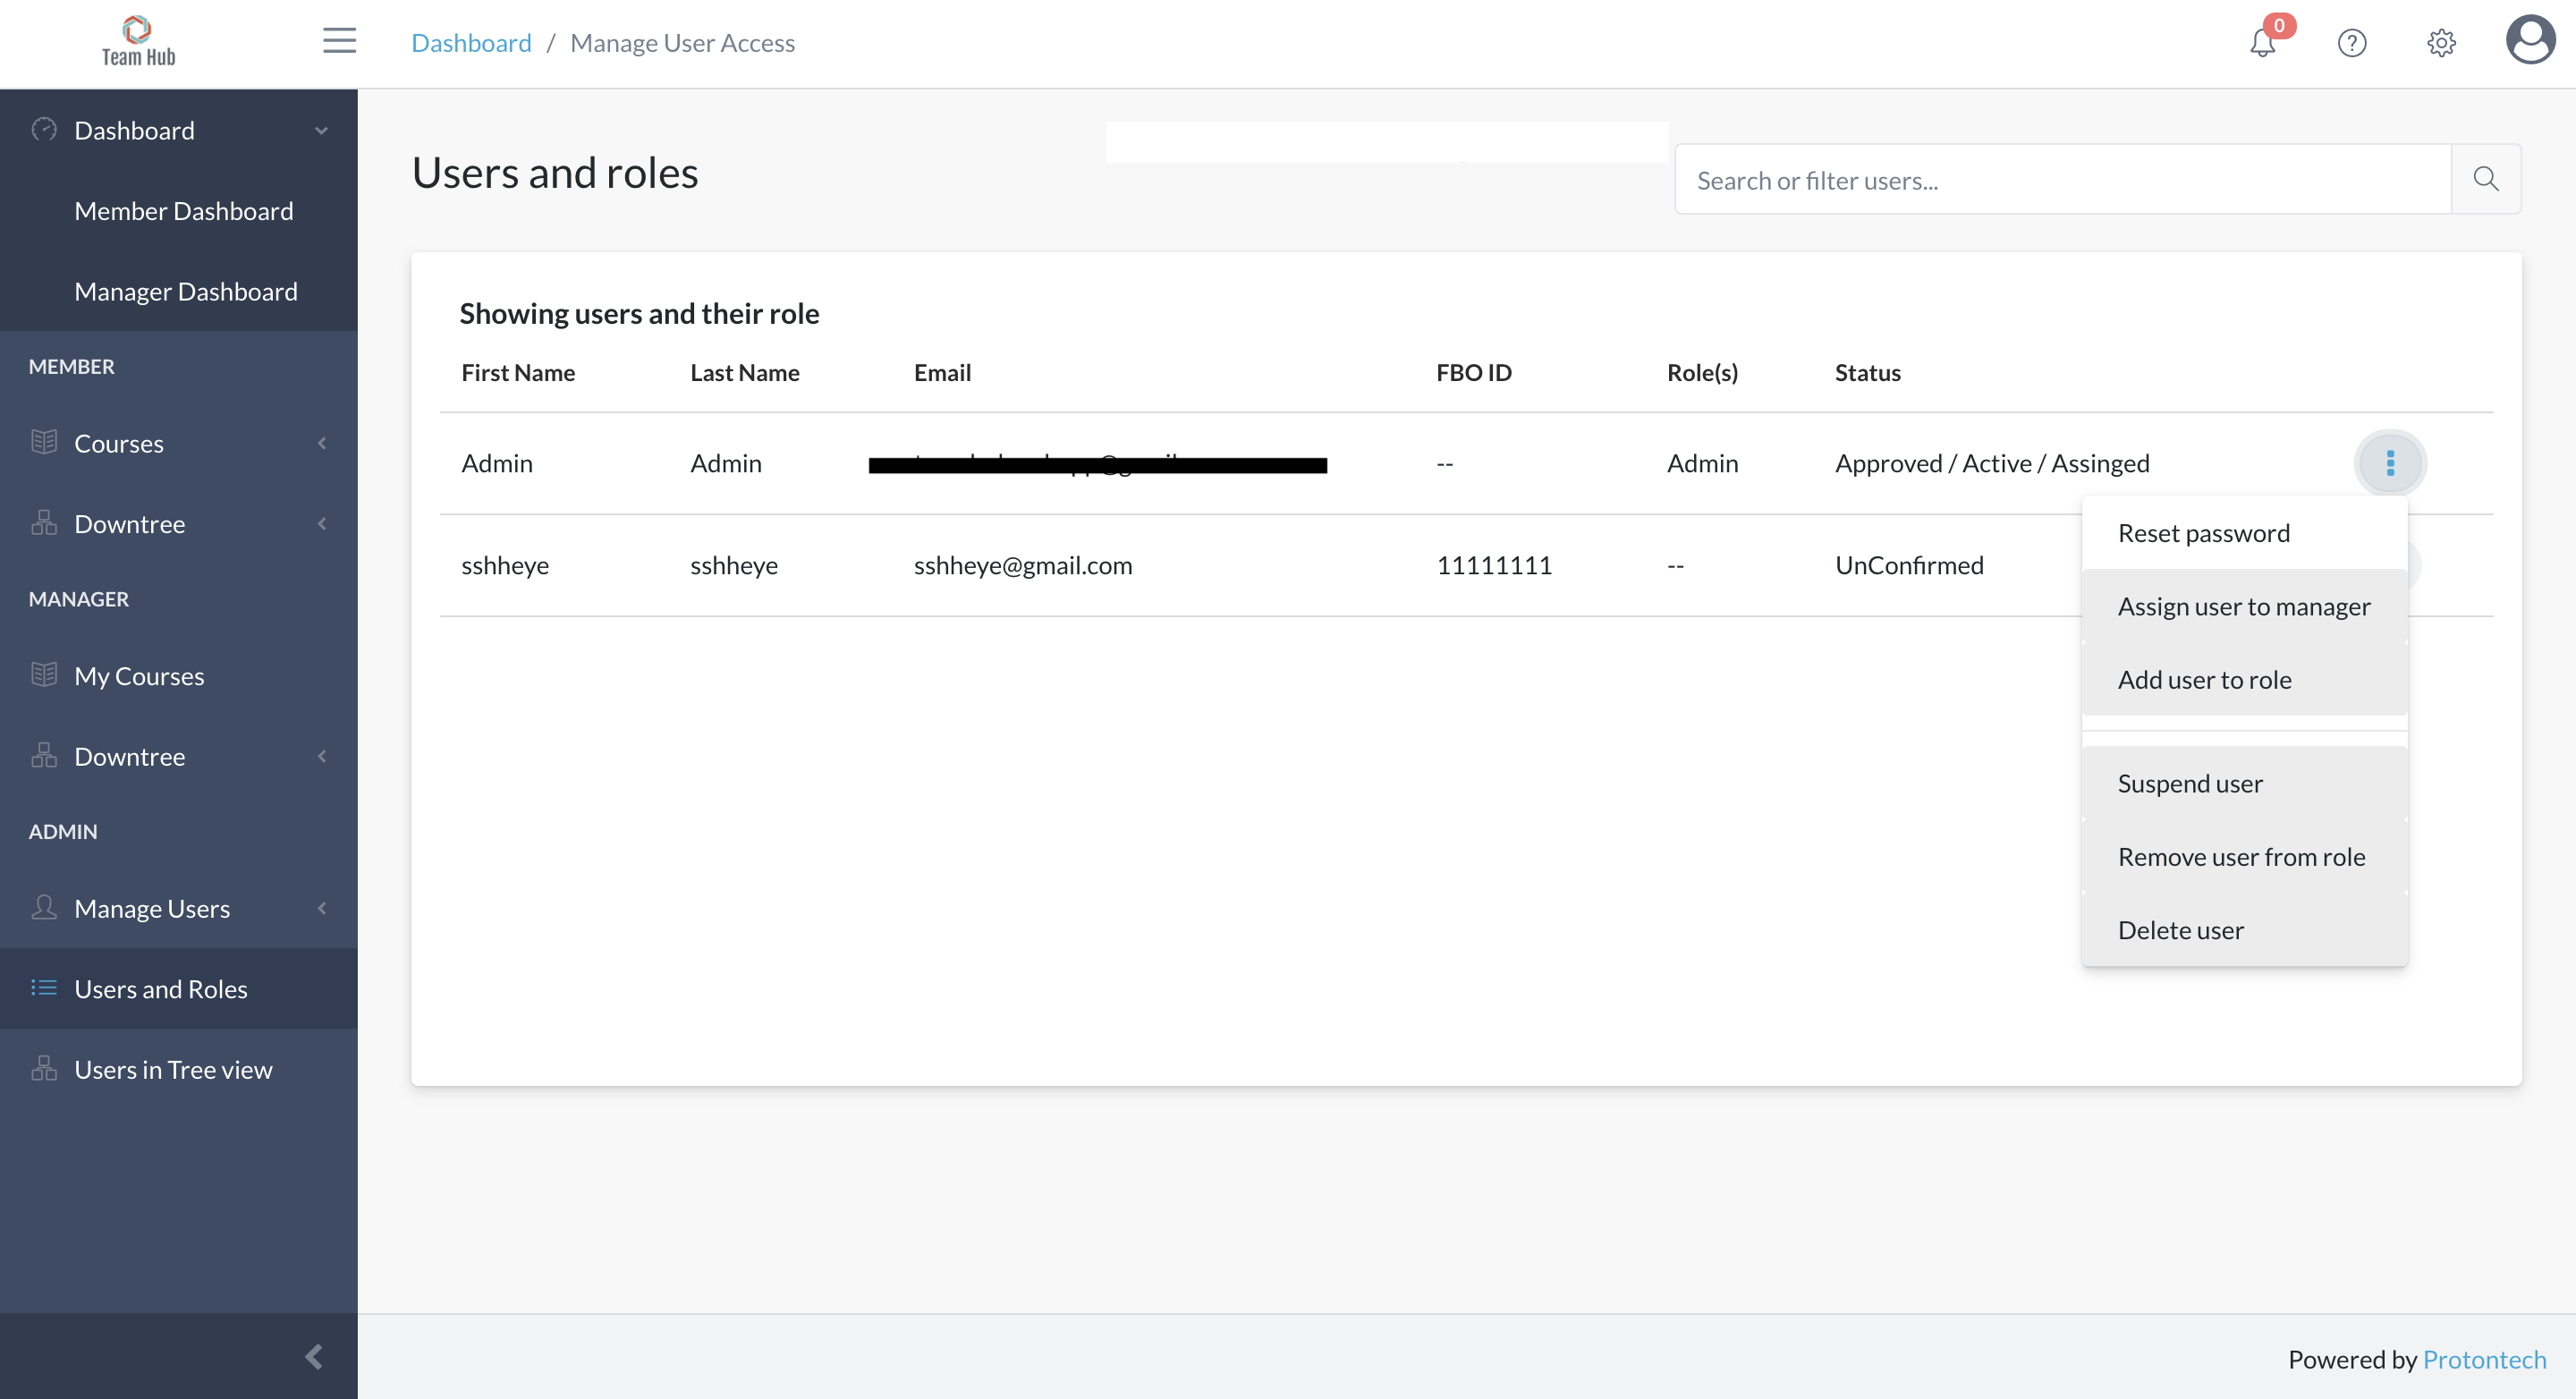 Team Hub
Dashboard / Manage User Access
0
Dashboard
Member Dashboard
Manager Dashboard
MEMBER
Courses
Downtree
MANAGER
My Courses
Downtree
ADMIN
Manage Users
Users and Roles
Users in Tree view
Users and roles
Search or filter users...
Showing users and their role
First Name Last Name Email FBO ID Role(s) Status
Admin Admin -- Admin Approved / Active / Assinged
sshheye sshheye sshheye@gmail.com 11111111 -- UnConfirmed
Reset password
Assign user to manager
Add user to role
Suspend user
Remove user from role
Delete user
Powered by Protontech